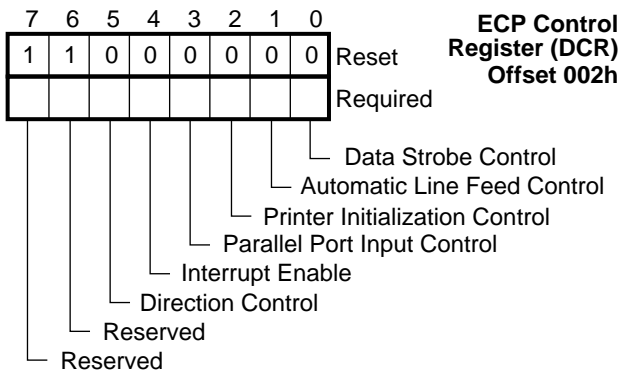 7 6 5 4 3 2 1 0
ECP Control
Register (DCR)
Offset 002h
1 1 0 0 0 0 0 0 Reset
Required
Data Strobe Control
Automatic Line Feed Control
Printer Initialization Control
Parallel Port Input Control
Interrupt Enable
Direction Control
Reserved
Reserved